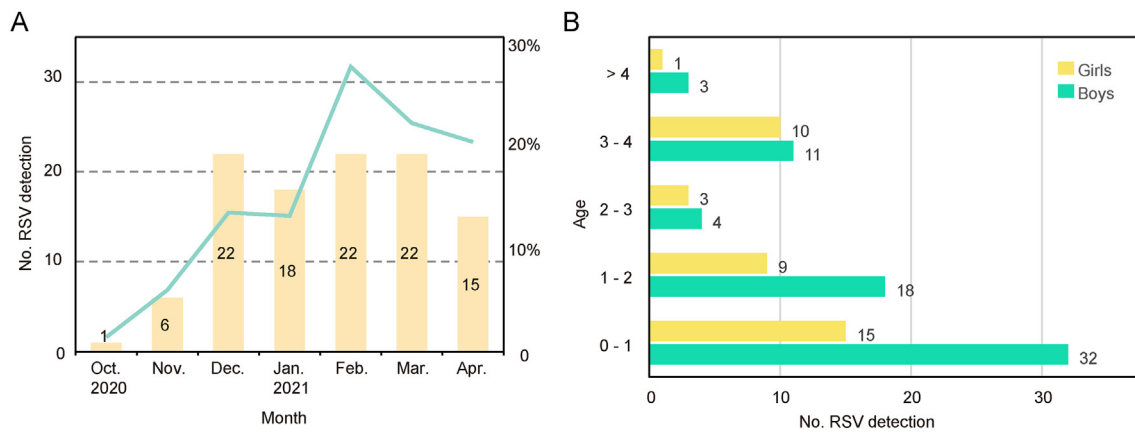 A
No. RSV detection
30
20
10
0
30%
20%
10%
0
1
6
22
18
22
22
15
Oct. Nov. Dec. Jan. Feb. Mar. Apr.
2020 2021
Month
B
Age
> 4
3 - 4
2 - 3
1 - 2
0 - 1
1
3
10
11
3
4
9
18
15
32
Girls
Boys
0 10 20 30
No. RSV detection